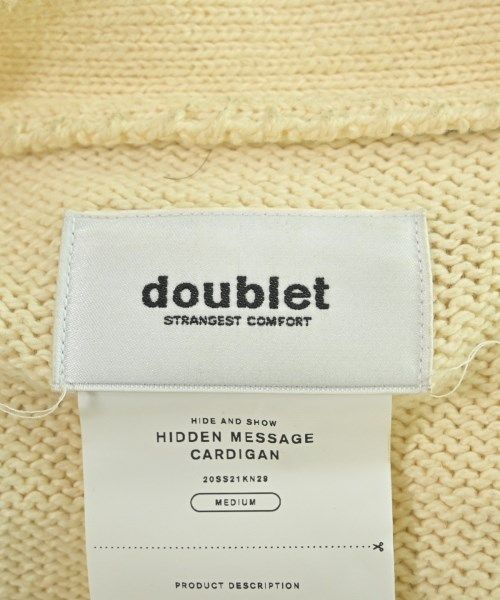 doublet
STRANGEST COMFORT
HIDE AND SHOW
HIDDEN MESSAGE
CARDIGAN
20SS21KN29
MEDIUM
PRODUCT DESCRIPTION